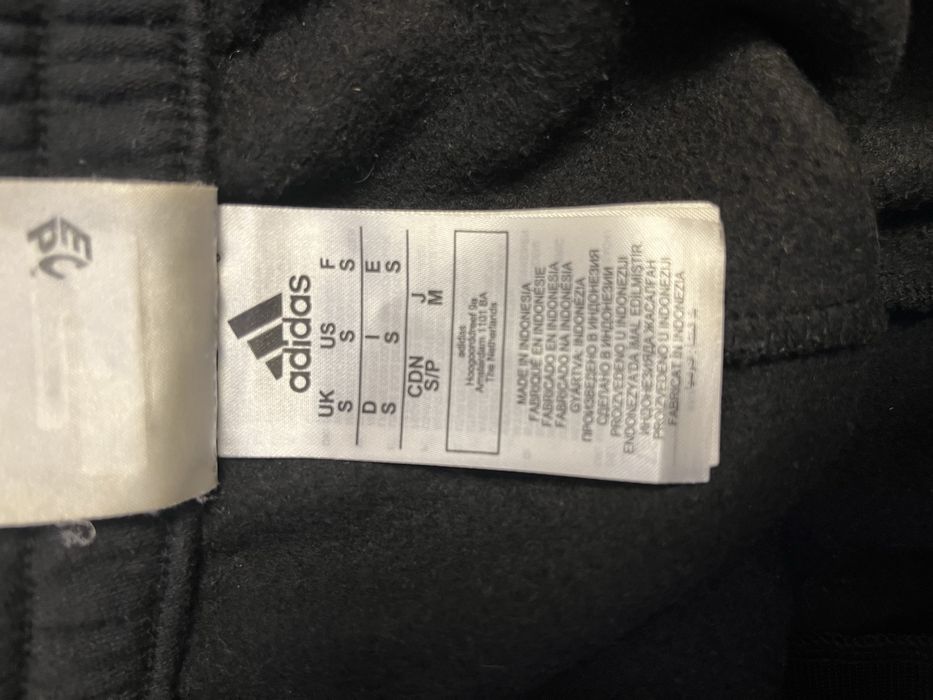 EC
P
adidas
UK US F
S S S
D I E
S S S
CDN J
S/P M
adidas
Hoogoorddreef 9a
Amsterdam 1101 BA
The Netherlands
MADE IN INDONESIA
FABRIQUÉ EN INDONÉSIE
FABRICADO EN INDONESIA
FABRICADO NA INDONÉSIA
GYÁRTVA: INDONÉZIA
ПРОИЗВЕДЕНО В ИНДОНЕЗИЯ
СДЕЛАНО В ИНДОНЕЗИИ
PROIZVEDENO U INDONEZIJI
ENDONEZYA'DA İMAL EDİLMİŞTİR
ИНДОНЕЗИЯДА ЖАСАЛҒАН
PROIZVEDENO U INDONEZIJI
FABRICAT ÎN INDONEZIA